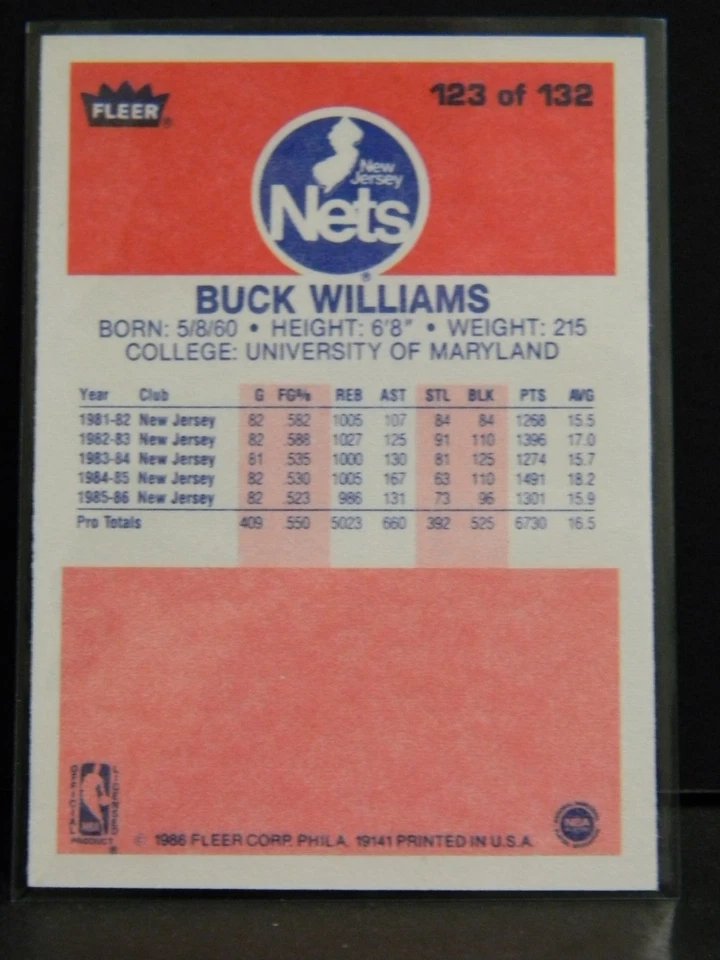 FLEER®
123 of 132
New
Jersey
Nets
®
BUCK WILLIAMS
BORN: 5/8/60 • HEIGHT: 6'8" • WEIGHT: 215
COLLEGE: UNIVERSITY OF MARYLAND
Year Club G FG% REB AST STL BLK PTS AVG
1981-82 New Jersey 82 .582 1005 107 84 84 1268 15.5
1982-83 New Jersey 82 .588 1027 125 91 110 1396 17.0
1983-84 New Jersey 81 .535 1000 130 81 125 1274 15.7
1984-85 New Jersey 82 .530 1005 167 63 110 1491 18.2
1985-86 New Jersey 82 .523 986 131 73 96 1301 15.9
Pro Totals 409 .550 5023 660 392 525 6730 16.5
OFFICIAL
LICENSED
NBA
PRODUCT ®
© 1986 FLEER CORP. PHILA. 19141 PRINTED IN U.S.A.
NBA